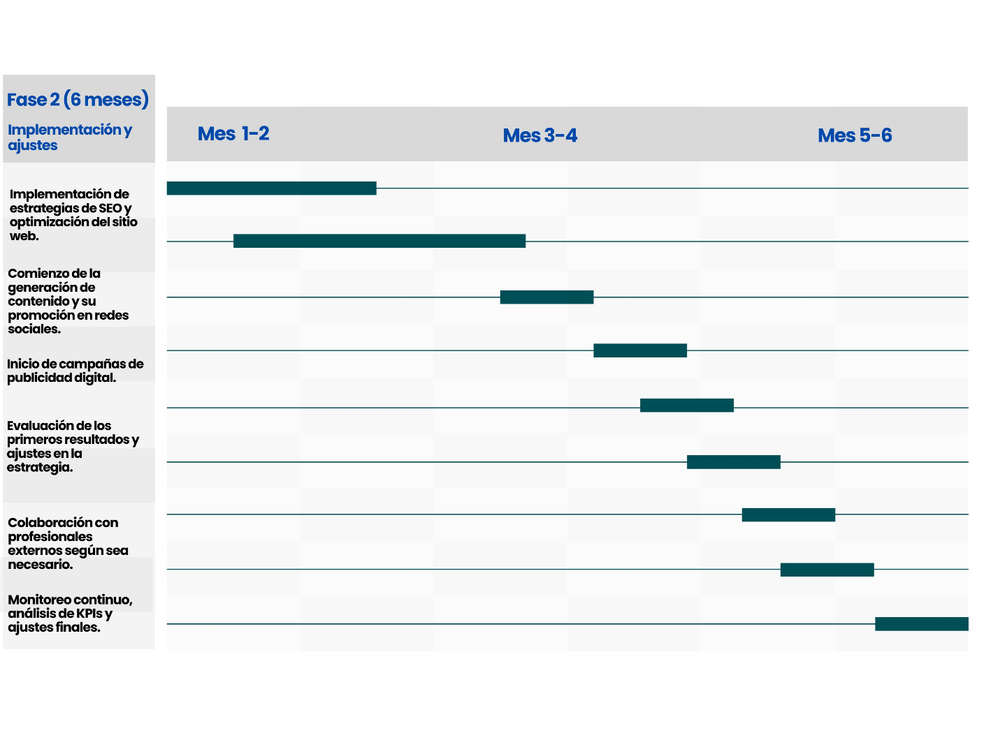 Fase 2 (6 meses)
Implementación y
ajustes
Mes 1-2
Mes 3-4
Mes 5-6
Implementación de
estrategias de SEO y
optimización del sitio
web.
Comienzo de la
generación de
contenido y su
promoción en redes
sociales.
Inicio de campañas de
publicidad digital.
Evaluación de los
primeros resultados y
ajustes en la
estrategia.
Colaboración con
profesionales
externos según sea
necesario.
Monitoreo continuo,
análisis de KPIs y
ajustes finales.